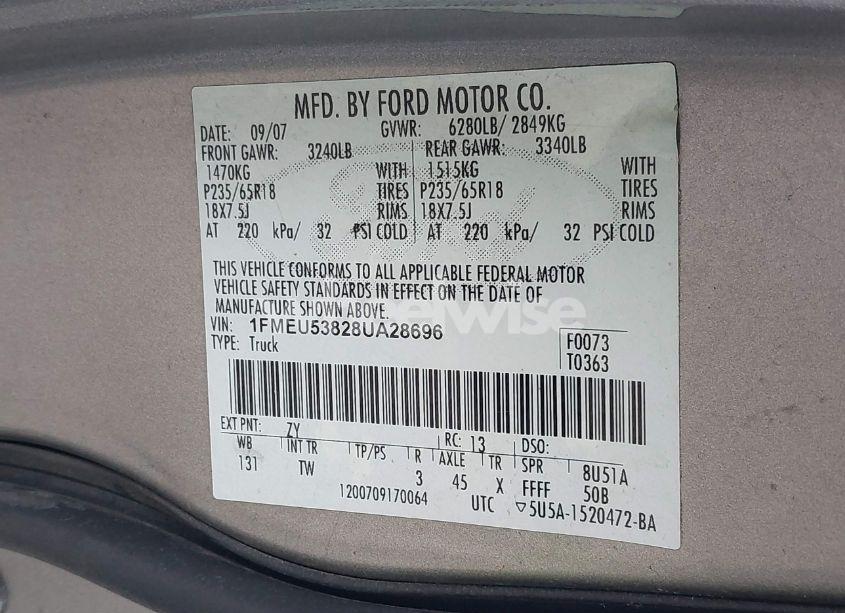 MFD. BY FORD MOTOR CO.
DATE: 09/07 GVWR: 6280LB/ 2849KG
FRONT GAWR: 3240LB REAR GAWR: 3340LB
1470KG WITH 1515KG WITH
P235/65R18 TIRES P235/65R18 TIRES
18X7.5J RIMS 18X7.5J RIMS
AT 220 kPa/ 32 PSI COLD AT 220 kPa/ 32 PSI COLD
THIS VEHICLE CONFORMS TO ALL APPLICABLE FEDERAL MOTOR
VEHICLE SAFETY STANDARDS IN EFFECT ON THE DATE OF
MANUFACTURE SHOWN ABOVE.
VIN: 1FMEU53828UA28696
TYPE: Truck
F0073
T0363
EXT PNT: ZY RC: 13 DSO:
WB INT TR TP/PS R AXLE TR SPR 8U51A
131 TW 3 45 X FFFF 50B
1200709170064 UTC ▽5U5A-1520472-BA